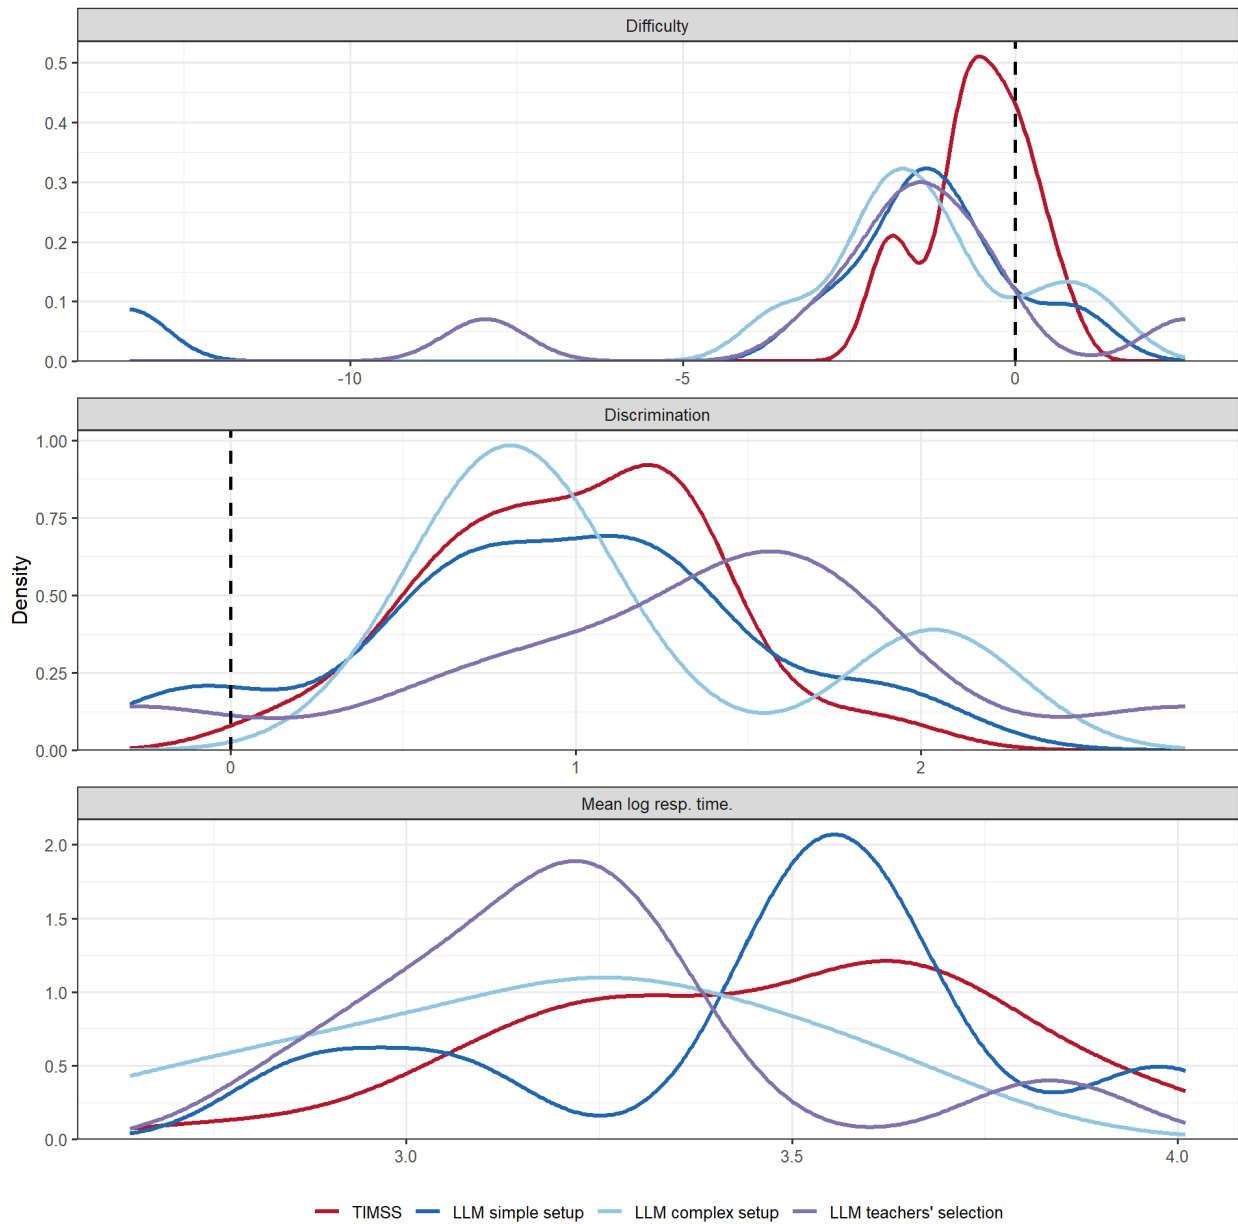 Difficulty
0.5
0.4
0.3
0.2
0.1
0.0
-10 -5 0
Discrimination
1.00
0.75
0.50
0.25
0.00
0 1 2
Density
Mean log resp. time.
2.0
1.5
1.0
0.5
0.0
3.0 3.5 4.0
TIMSS LLM simple setup LLM complex setup LLM teachers' selection